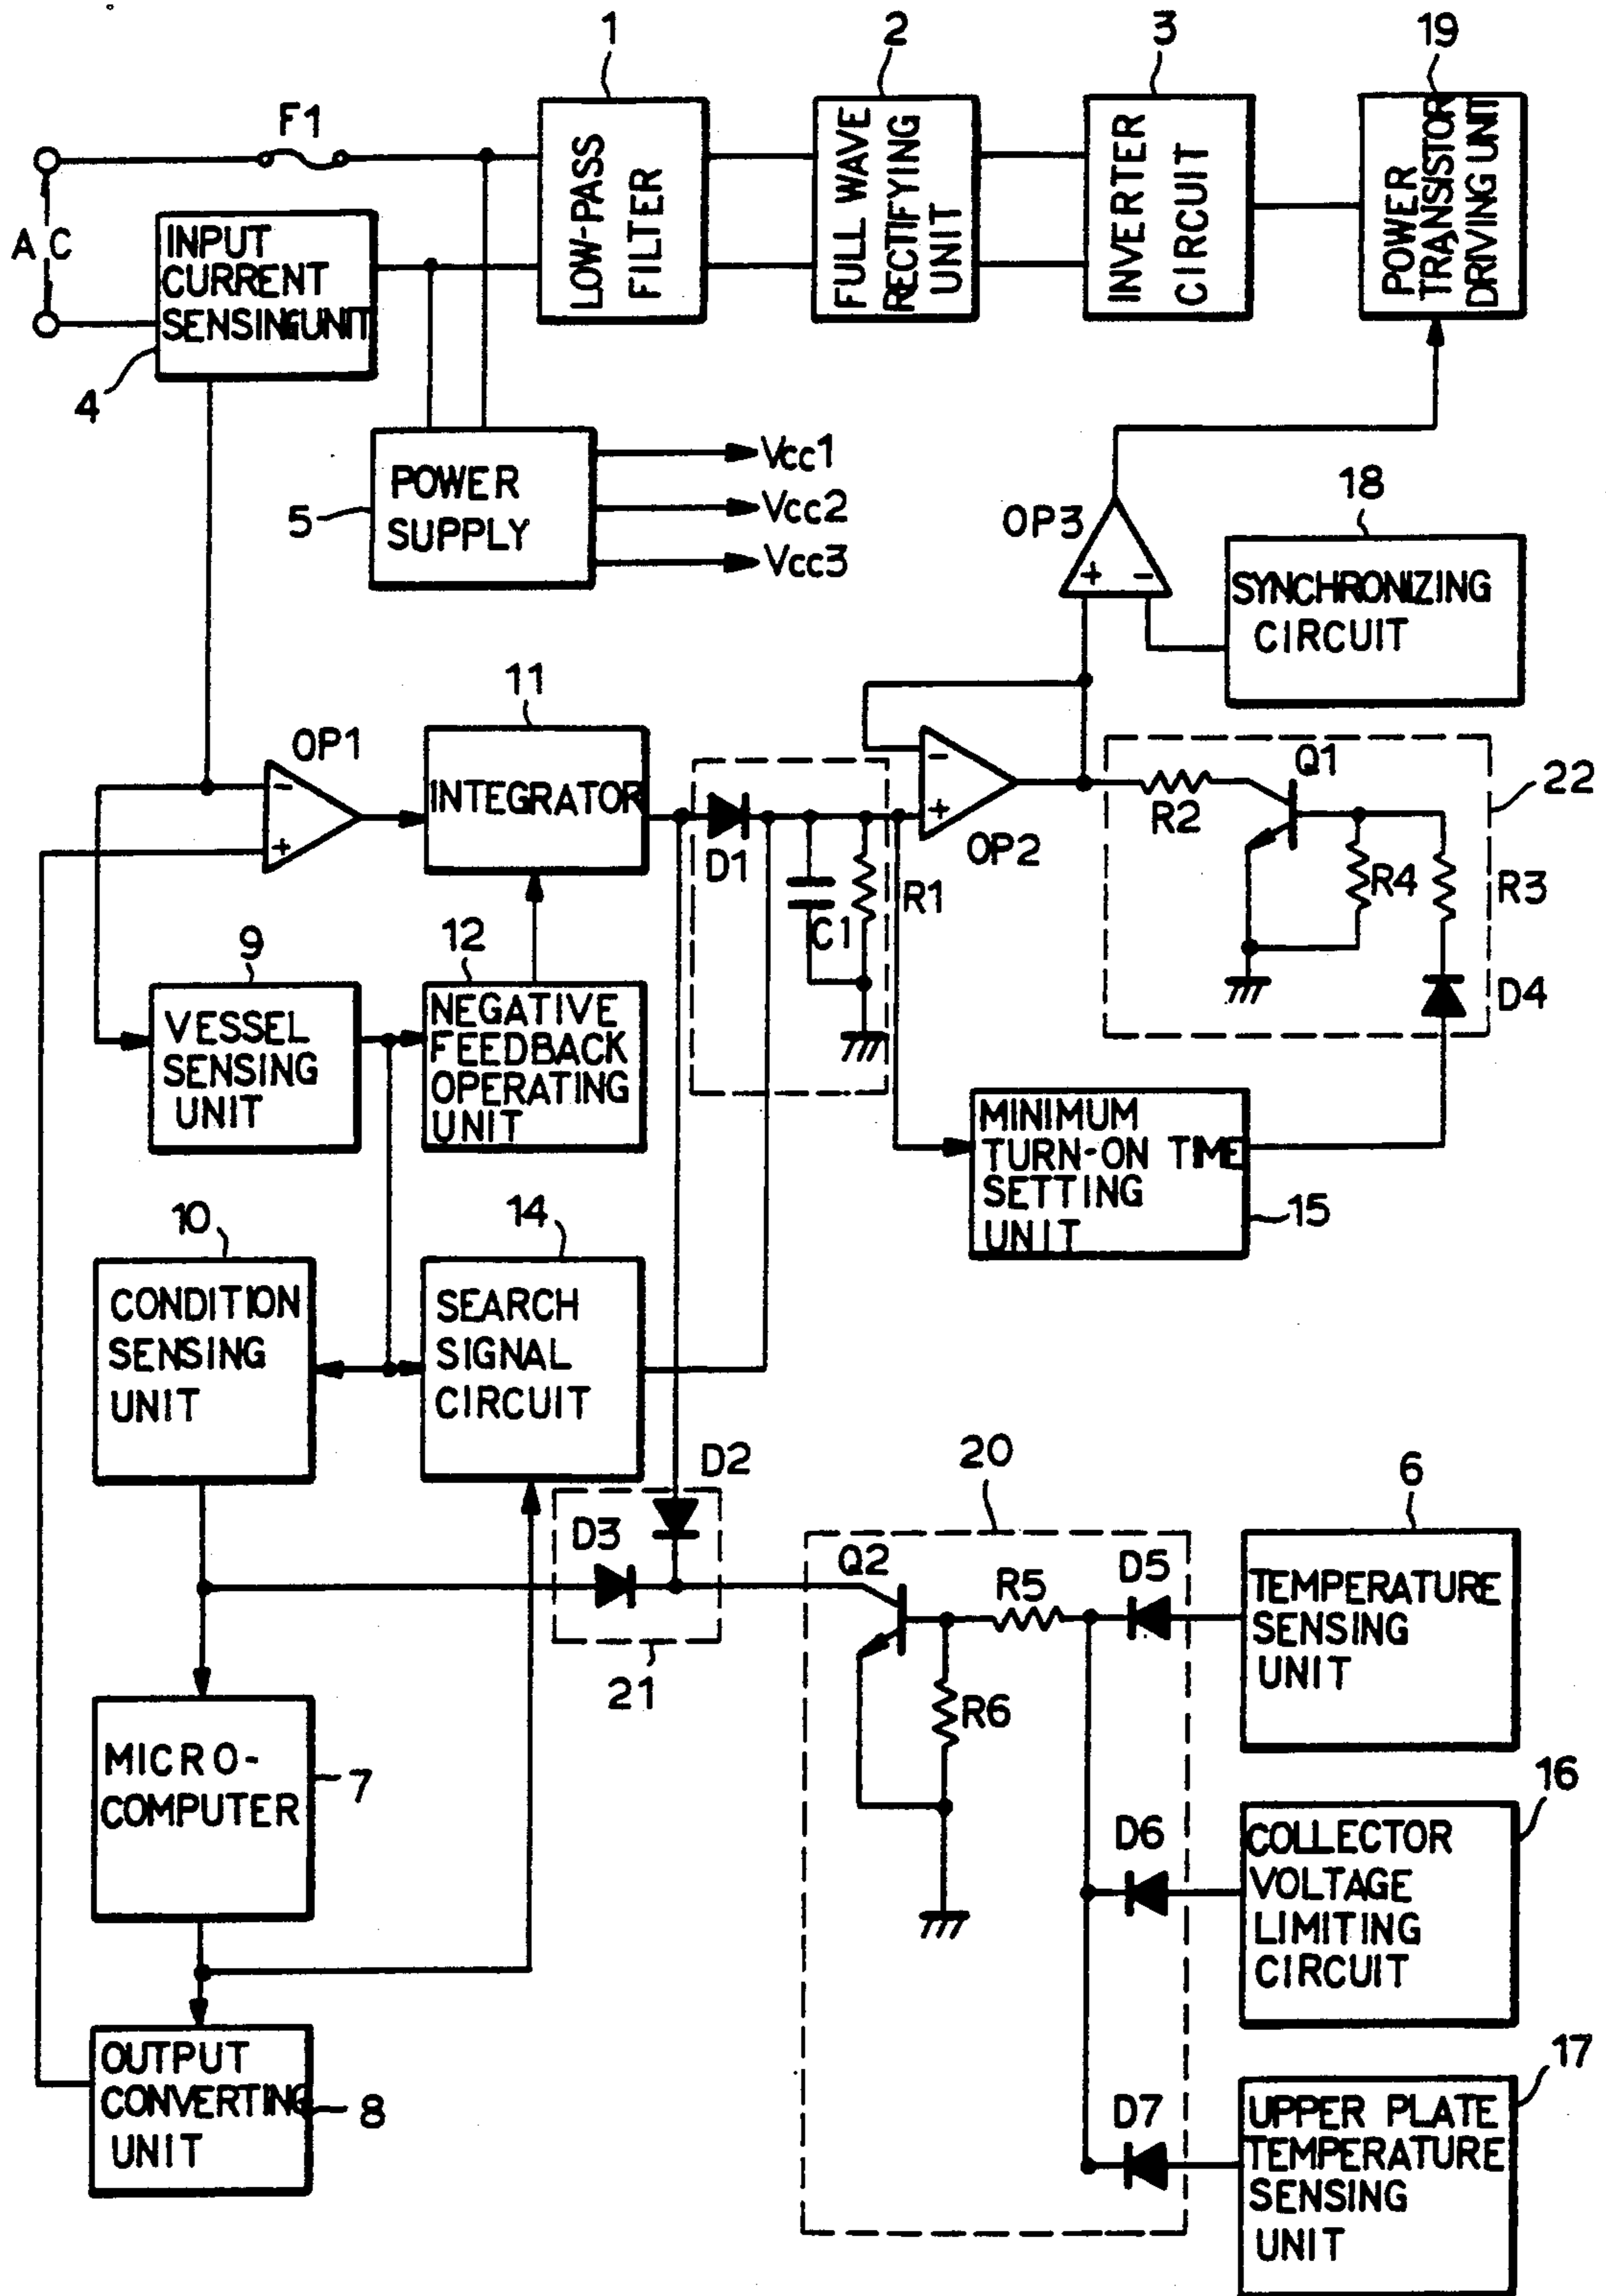 1
2
3
19
F1
LOW-PASS
FILTER
FULL WAVE
RECTIFYING
UNIT
INVERTER
CIRCUIT
POWER
TRANSISTOR
DRIVING UNIT
AC
INPUT
CURRENT
SENSING UNIT
4
POWER
SUPPLY
5
Vcc1
Vcc2
Vcc3
OP3
+
-
18
SYNCHRONIZING
CIRCUIT
11
OP1
-
+
INTEGRATOR
D1
C1
R1
-
+
OP2
R2
Q1
22
R4
R3
D4
9
VESSEL
SENSING
UNIT
12
NEGATIVE
FEEDBACK
OPERATING
UNIT
MINIMUM
TURN-ON TIME
SETTING
UNIT
15
10
CONDITION
SENSING
UNIT
14
SEARCH
SIGNAL
CIRCUIT
D2
D3
21
20
Q2
R5
D5
R6
6
TEMPERATURE
SENSING
UNIT
MICRO-
COMPUTER
7
D6
16
COLLECTOR
VOLTAGE
LIMITING
CIRCUIT
OUTPUT
CONVERTING
UNIT
8
D7
17
UPPER PLATE
TEMPERATURE
SENSING
UNIT